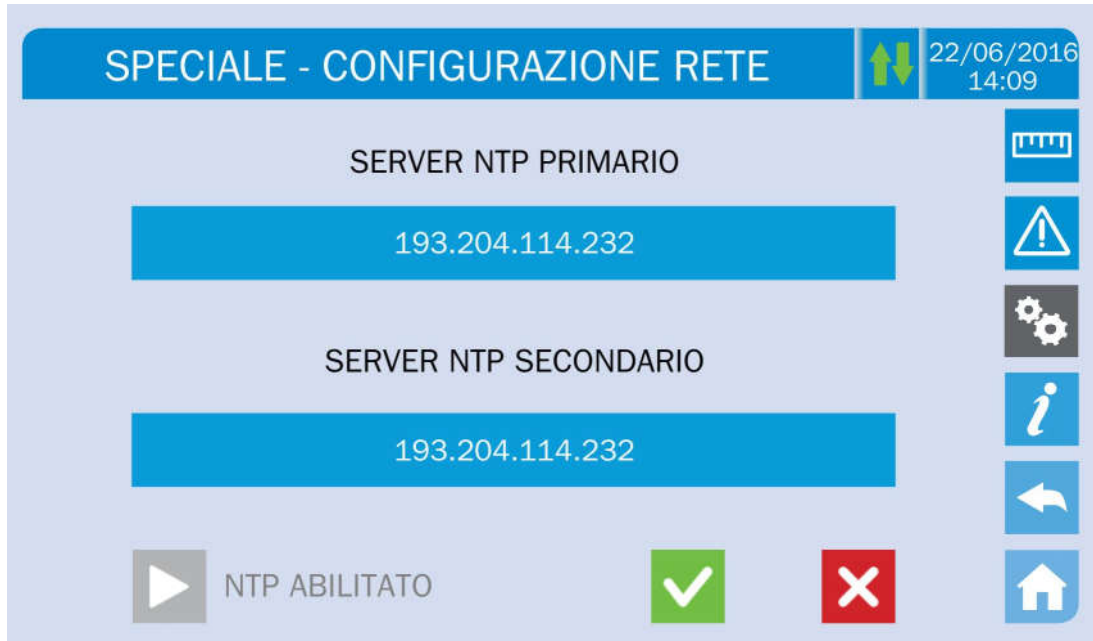 SPECIALE - CONFIGURAZIONE RETE
22/06/2016
14:09
SERVER NTP PRIMARIO
193.204.114.232
SERVER NTP SECONDARIO
193.204.114.232
NTP ABILITATO